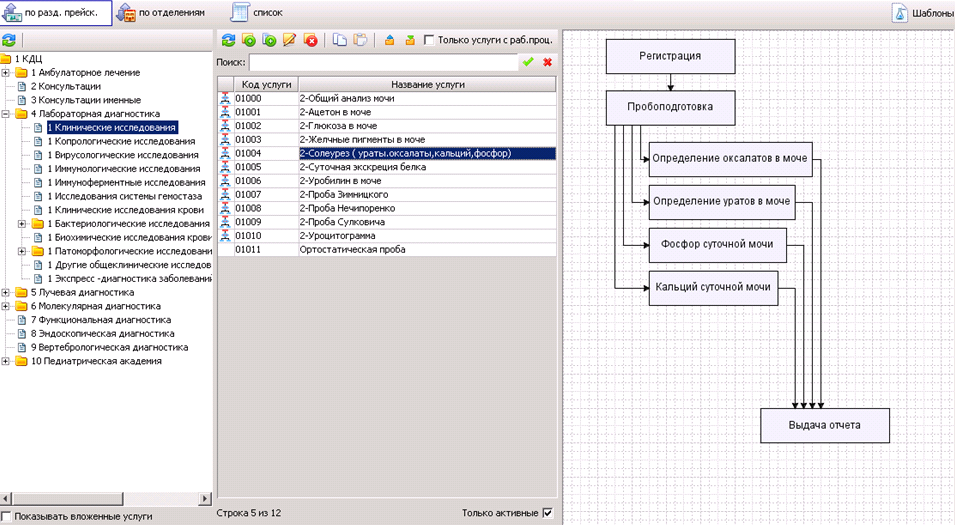 по разд. прейск.
по отделениям
список
Шаблоны
1 КДЦ
1 Амбулаторное лечение
2 Консультации
3 Консультации именные
4 Лабораторная диагностика
1 Клинические исследования
1 Копрологические исследования
1 Вирусологические исследования
1 Иммунологические исследования
1 Иммуноферментные исследования
1 Исследования системы гемостаза
1 Клинические исследования крови
1 Бактериологические исследования
1 Биохимические исследования крови
1 Патоморфологические исследовани
1 Другие общеклинические исследов
1 Экспресс -диагностика заболеваний
5 Лучевая диагностика
6 Молекулярная диагностика
7 Функциональная диагностика
8 Эндоскопическая диагностика
9 Вертебрологическая диагностика
10 Педиатрическая академия
Показывать вложенные услуги
Только услуги с раб.проц.
Поиск:
Код услуги Название услуги
01000 2-Общий анализ мочи
01001 2-Ацетон в моче
01002 2-Глюкоза в моче
01003 2-Желчные пигменты в моче
01004 2-Солеурез ( ураты.оксалаты,кальций,фосфор)
01005 2-Суточная экскреция белка
01006 2-Уробилин в моче
01007 2-Проба Зимницкого
01008 2-Проба Нечипоренко
01009 2-Проба Сулковича
01010 2-Уроцитограмма
01011 Ортостатическая проба
Строка 5 из 12
Только активные
Регистрация
Пробоподготовка
Определение оксалатов в моче
Определение уратов в моче
Фосфор суточной мочи
Кальций суточной мочи
Выдача отчета